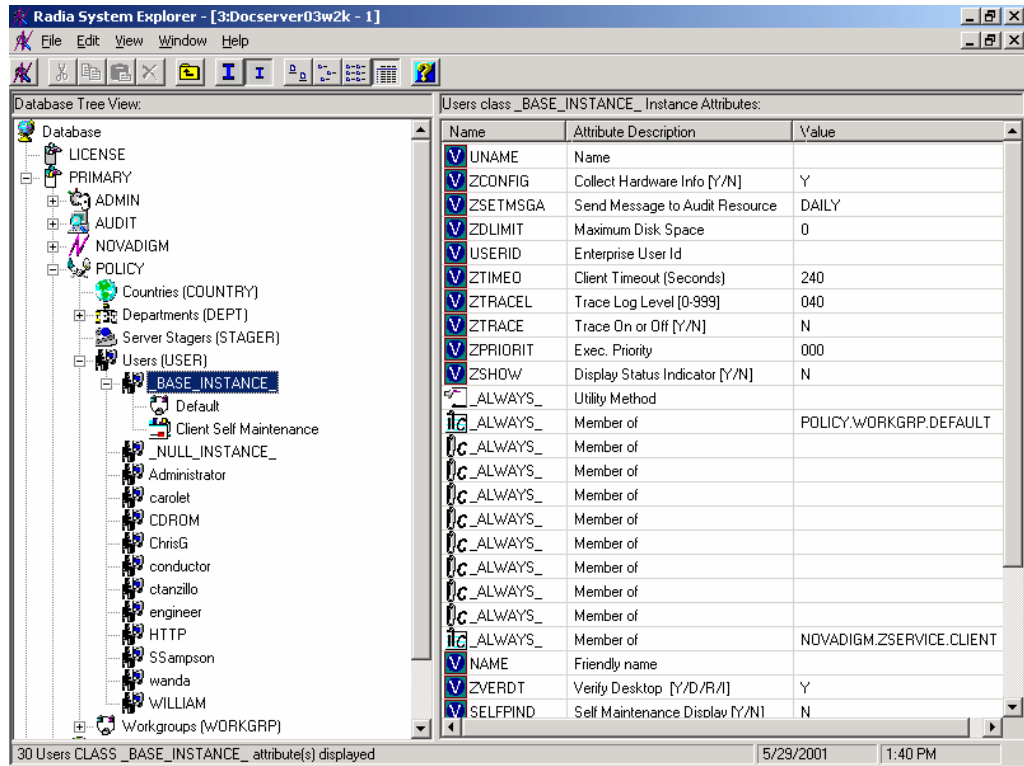 Radia System Explorer - [3:Docserver03w2k - 1]
File Edit View Window Help
Database Tree View:
Users class _BASE_INSTANCE_ Instance Attributes:
Database
LICENSE
PRIMARY
ADMIN
AUDIT
NOVADIGM
POLICY
Countries (COUNTRY)
Departments (DEPT)
Server Stagers (STAGER)
Users (USER)
_BASE_INSTANCE_
Default
Client Self Maintenance
_NULL_INSTANCE_
Administrator
carolet
CDROM
ChrisG
conductor
ctanzillo
engineer
HTTP
SSampson
wanda
WILLIAM
Workgroups (WORKGRP)
Name Attribute Description Value
V UNAME Name
V ZCONFIG Collect Hardware Info [Y/N] Y
V ZSETMSGA Send Message to Audit Resource DAILY
V ZDLIMIT Maximum Disk Space 0
V USERID Enterprise User Id
V ZTIMEO Client Timeout (Seconds) 240
V ZTRACEL Trace Log Level [0-999] 040
V ZTRACE Trace On or Off [Y/N] N
V ZPRIORIT Exec. Priority 000
V ZSHOW Display Status Indicator [Y/N] N
_ALWAYS_ Utility Method
_ALWAYS_ Member of POLICY.WORKGRP.DEFAULT
_ALWAYS_ Member of
_ALWAYS_ Member of
_ALWAYS_ Member of
_ALWAYS_ Member of
_ALWAYS_ Member of
_ALWAYS_ Member of
_ALWAYS_ Member of
_ALWAYS_ Member of
_ALWAYS_ Member of NOVADIGM.ZSERVICE.CLIENT
V NAME Friendly name
V ZVERDT Verify Desktop [Y/D/R/I] Y
V SELFPIND Self Maintenance Display [Y/N] N
30 Users CLASS _BASE_INSTANCE_ attribute(s) displayed
5/29/2001 1:40 PM